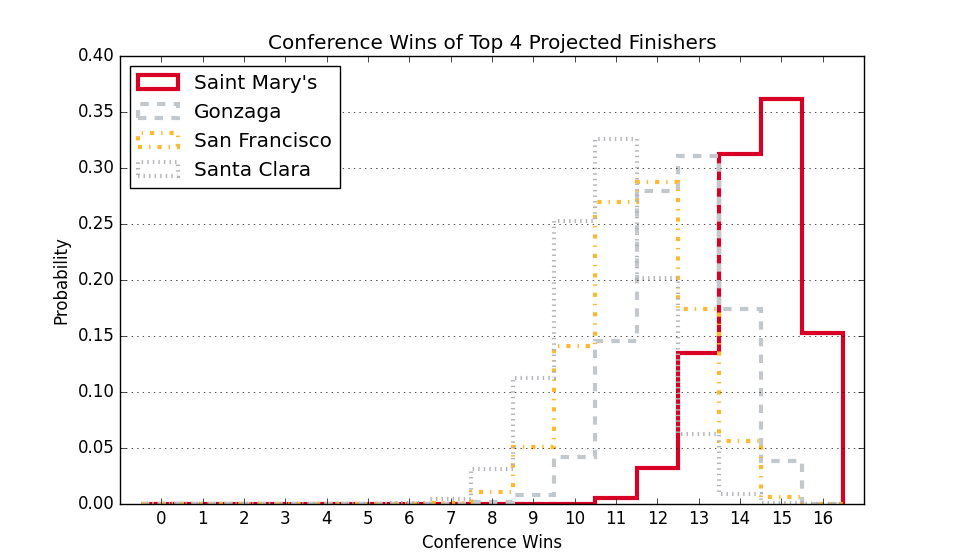 Conference Wins of Top 4 Projected Finishers
0.40
0.35
0.30
0.25
0.20
0.15
0.10
0.05
0.00
Probability
Saint Mary's
Gonzaga
San Francisco
Santa Clara
0 1 2 3 4 5 6 7 8 9 10 11 12 13 14 15 16
Conference Wins